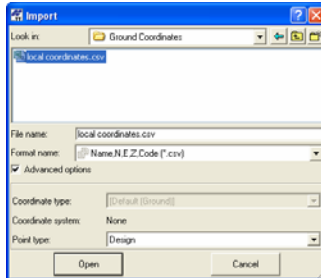 Import
Look in: Ground Coordinates
local coordinates.csv
File name: local coordinates.csv
Format name: Name,N,E,Z,Code (*.csv)
Advanced options
Coordinate type: [Default (Ground)]
Coordinate system: None
Point type: Design
Open Cancel